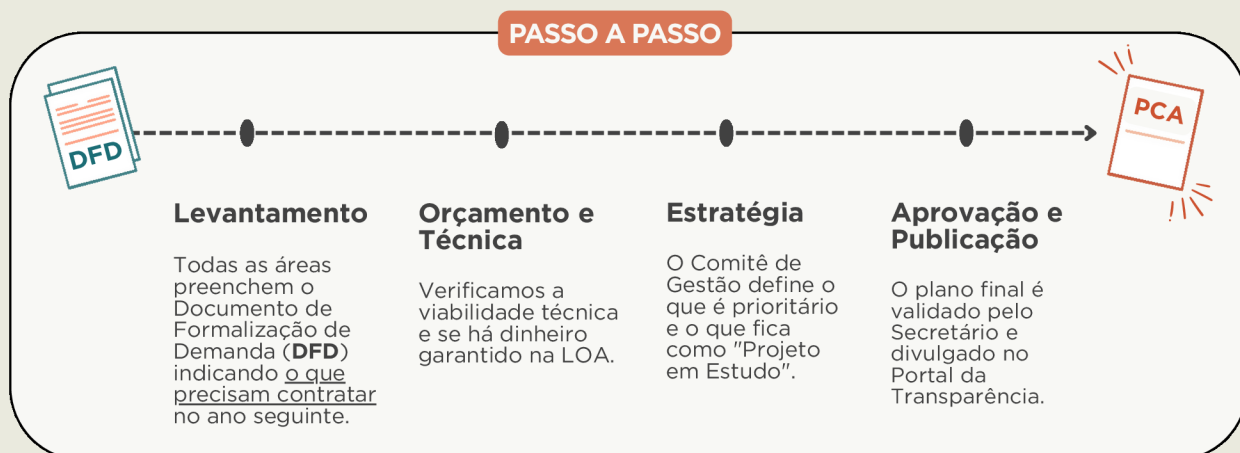 PASSO A PASSO
DFD
PCA
Levantamento
Todas as áreas
preenchem o
Documento de
Formalização de
Demanda (DFD)
indicando o que
precisam contratar
no ano seguinte.
Orçamento e
Técnica
Verificamos a
viabilidade técnica
e se há dinheiro
garantido na LOA.
Estratégia
O Comitê de
Gestão define o
que é prioritário
e o que fica
como "Projeto
em Estudo".
Aprovação e
Publicação
O plano final é
validado pelo
Secretário e
divulgado no
Portal da
Transparência.